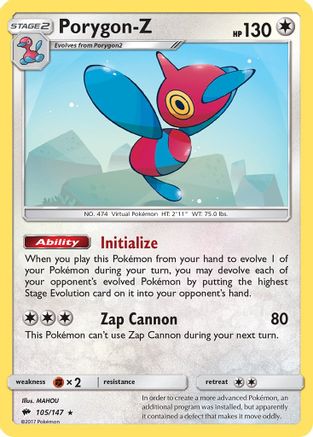 STAGE 2
Porygon-Z
HP 130
Evolves from Porygon2
NO. 474 Virtual Pokémon HT: 2'11" WT: 75.0 lbs.
Ability Initialize
When you play this Pokémon from your hand to evolve 1 of
your Pokémon during your turn, you may devolve each of
your opponent's evolved Pokémon by putting the highest
Stage Evolution card on it into your opponent's hand.
Zap Cannon 80
This Pokémon can't use Zap Cannon during your next turn.
weakness ×2 resistance retreat
Illus. MAHOU
105/147 ★
©2017 Pokémon
In order to create a more advanced Pokémon, an
additional program was installed, but apparently
it contained a defect that makes it move oddly.